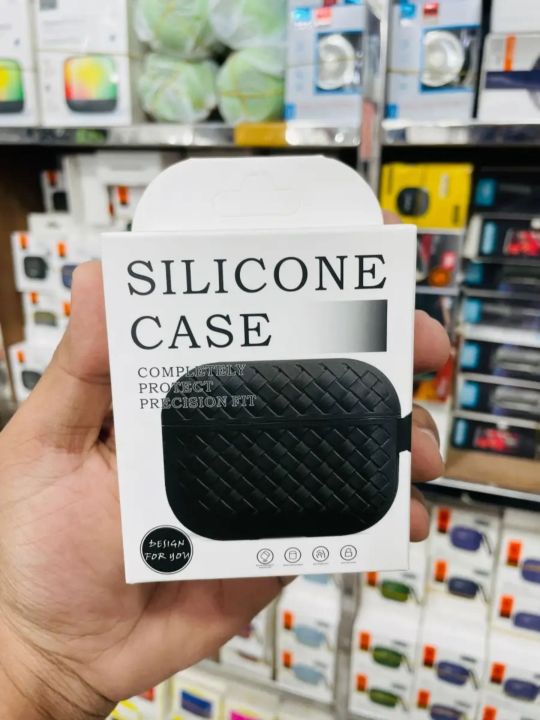 SILICONE
CASE
COMPLETELY
PROTECT
PRECISION FIT
DESIGN
FOR YOU